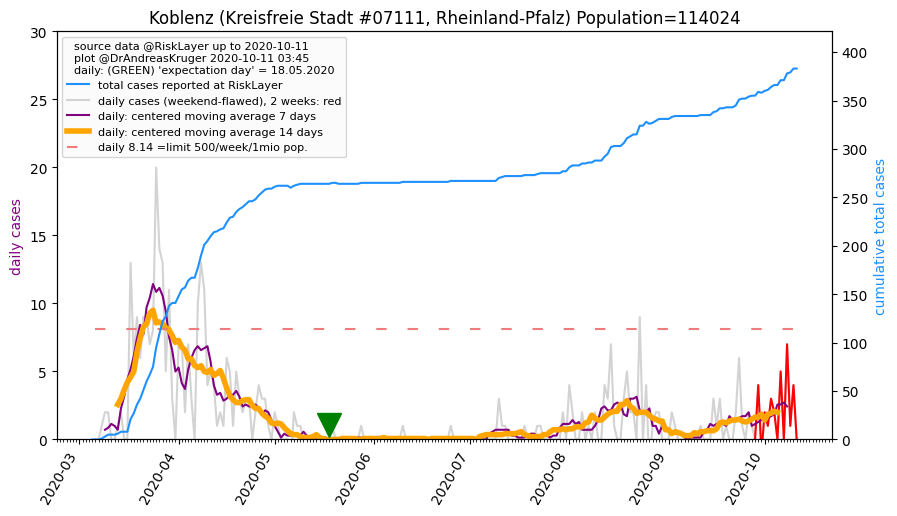 Koblenz (Kreisfreie Stadt #07111, Rheinland-Pfalz) Population=114024
source data @RiskLayer up to 2020-10-11
plot @DrAndreasKruger 2020-10-11 03:45
daily: (GREEN) 'expectation day' = 18.05.2020
total cases reported at RiskLayer
daily cases (weekend-flawed), 2 weeks: red
daily: centered moving average 7 days
daily: centered moving average 14 days
daily 8.14 =limit 500/week/1mio pop.
daily cases
30
25
20
15
10
5
0
cumulative total cases
400
350
300
250
200
150
100
50
0
2020-03
2020-04
2020-05
2020-06
2020-07
2020-08
2020-09
2020-10